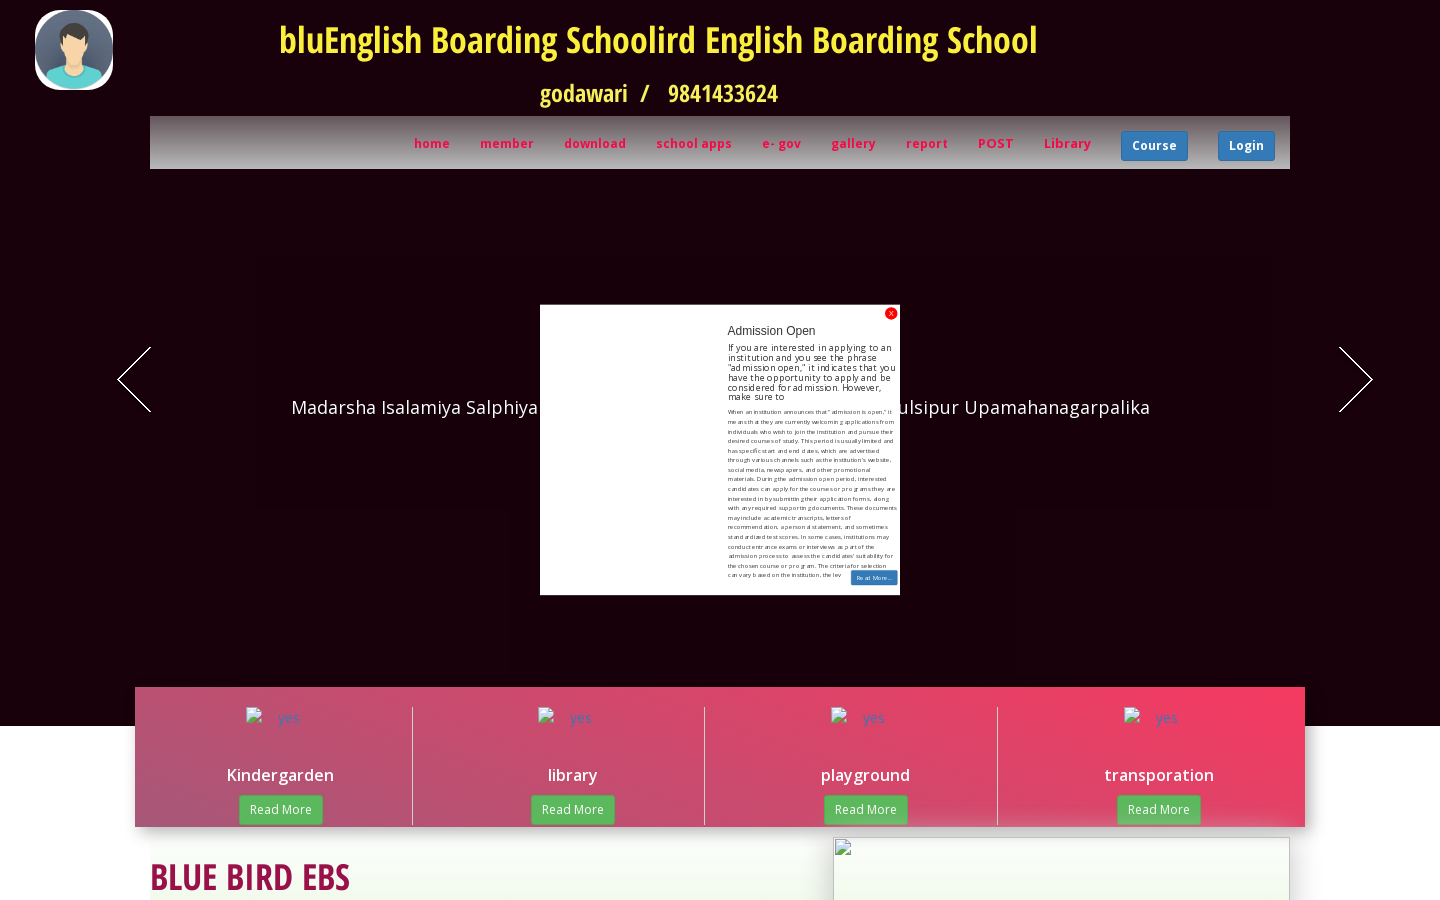 bluEnglish Boarding Schoolird English Boarding School
godawari / 9841433624
home member download school apps e- gov gallery report POST Library Course Login
X
Admission Open
If you are interested in applying to an
institution and you see the phrase
"admission open," it indicates that you
have the opportunity to apply and be
considered for admission. However,
make sure to
When an institution announces that "admission is open," it
means that they are currently welcoming applications from
individuals who wish to join the institution and pursue their
desired courses of study. This period is usually limited and
has specific start and end dates, which are advertised
through various channels such as the institution's website,
social media, newspapers, and other promotional
materials. During the admission open period, interested
candidates can apply for the courses or programs they are
interested in by submitting their application forms, along
with any required supporting documents. These documents
may include academic transcripts, letters of
recommendation, a personal statement, and sometimes
standardized test scores. In some cases, institutions may
conduct entrance exams or interviews as part of the
admission process to assess the candidates' suitability for
the chosen course or program. The criteria for selection
can vary based on the institution, the lev
Read More...
Madarsha Isalamiya Salphiya ulsipur Upamahanagarpalika
yes yes yes yes
Kindergarden library playground transporation
Read More Read More Read More Read More
BLUE BIRD EBS